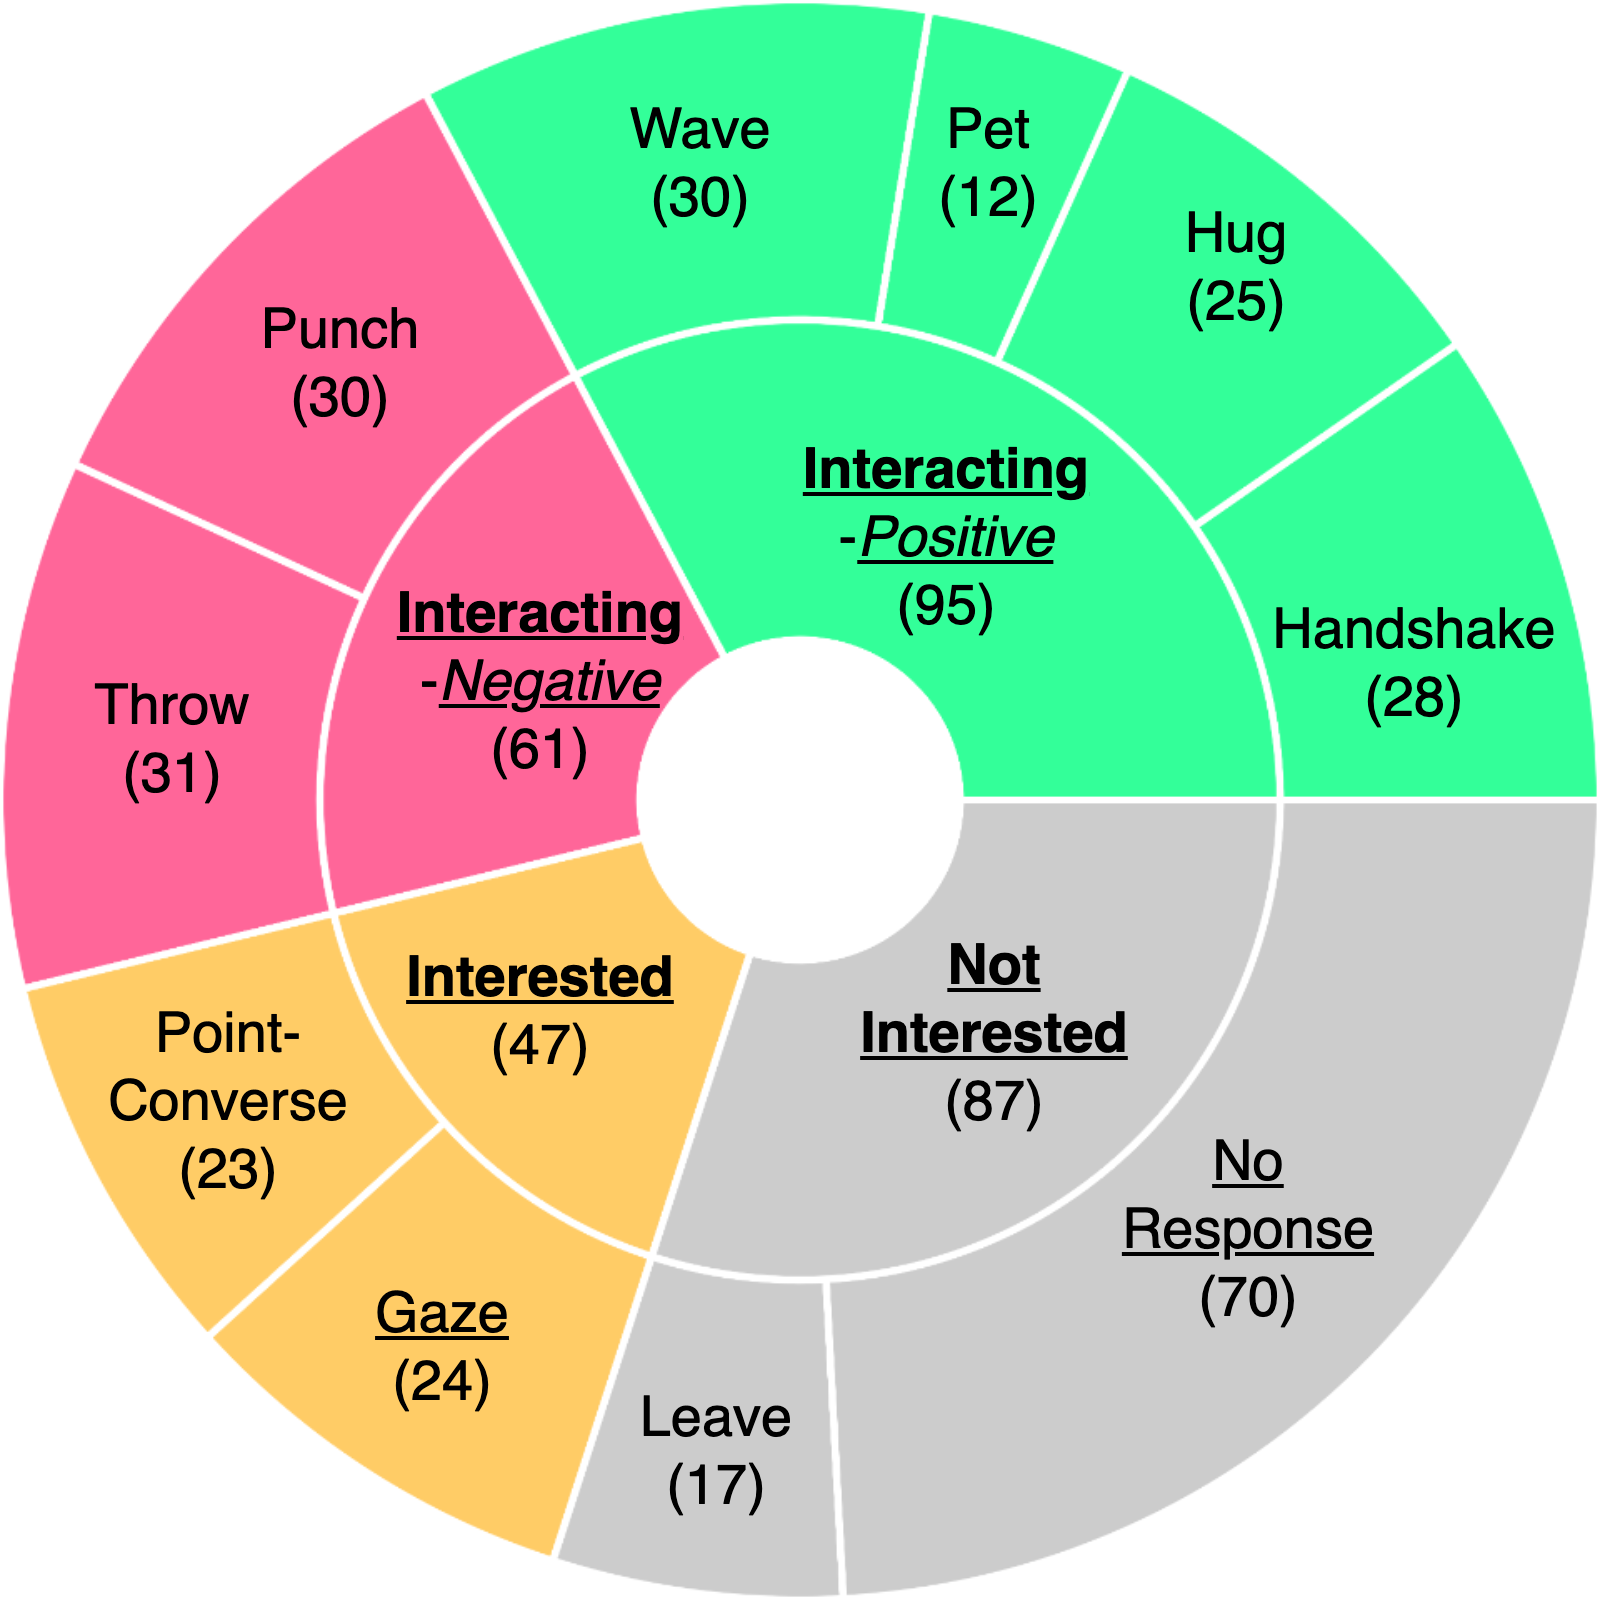 Wave
(30)
Pet
(12)
Hug
(25)
Handshake
(28)
Interacting
-Positive
(95)
Punch
(30)
Throw
(31)
Interacting
-Negative
(61)
Interested
(47)
Point-
Converse
(23)
Gaze
(24)
Not
Interested
(87)
Leave
(17)
No
Response
(70)